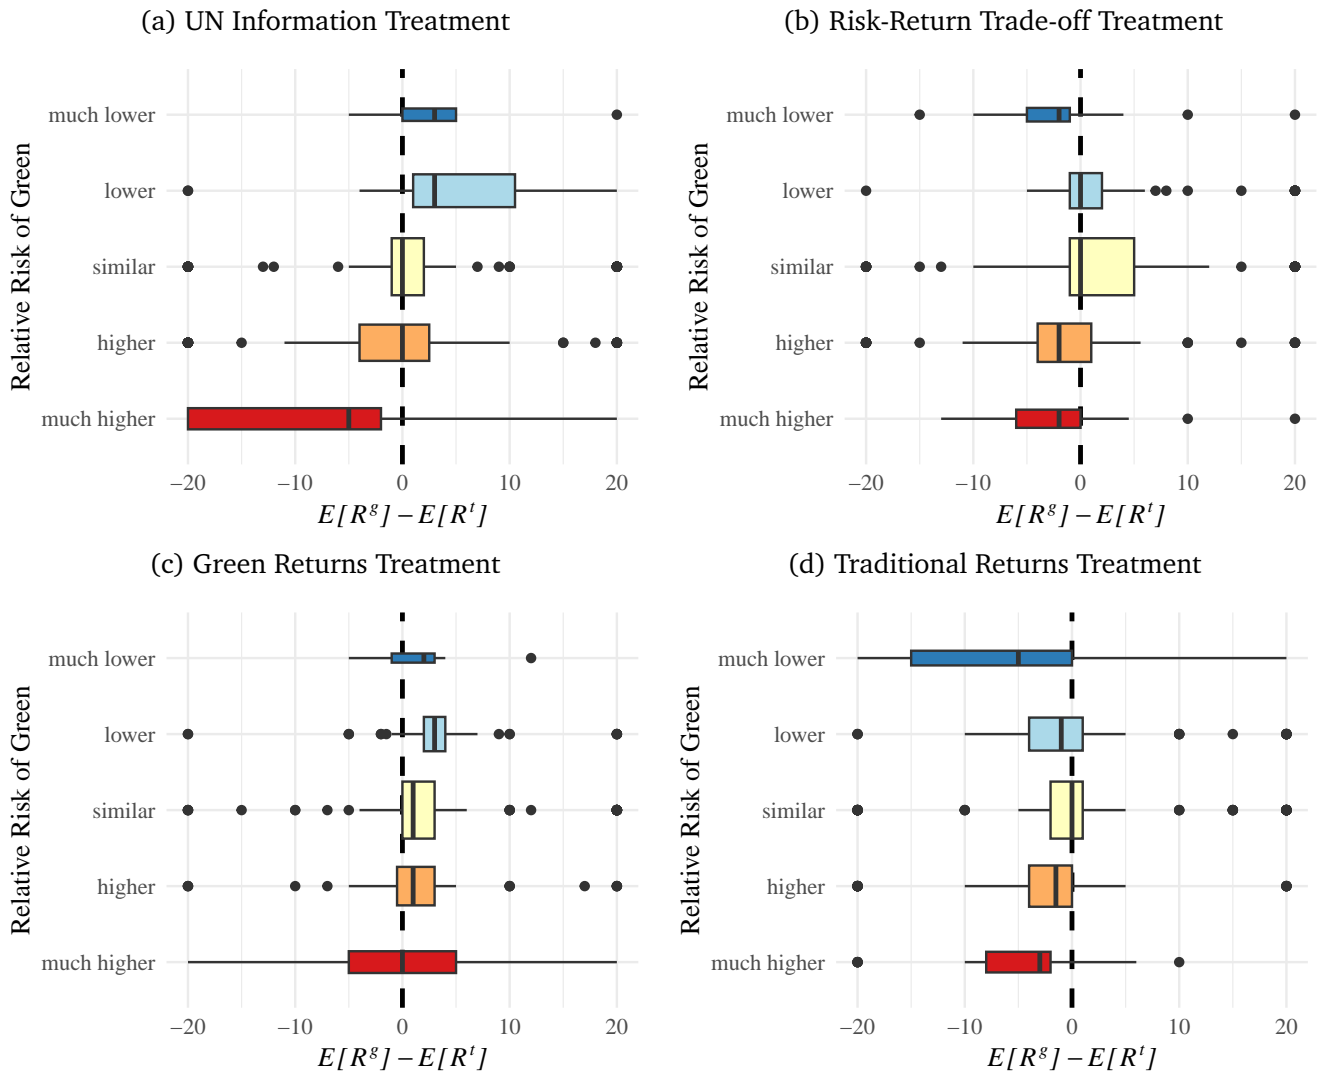 (a) UN Information Treatment
Relative Risk of Green
much lower
lower
similar
higher
much higher
−20 −10 0 10 20
E[R^g] − E[R^t]
(b) Risk-Return Trade-off Treatment
Relative Risk of Green
much lower
lower
similar
higher
much higher
−20 −10 0 10 20
E[R^g] − E[R^t]
(c) Green Returns Treatment
Relative Risk of Green
much lower
lower
similar
higher
much higher
−20 −10 0 10 20
E[R^g] − E[R^t]
(d) Traditional Returns Treatment
Relative Risk of Green
much lower
lower
similar
higher
much higher
−20 −10 0 10 20
E[R^g] − E[R^t]